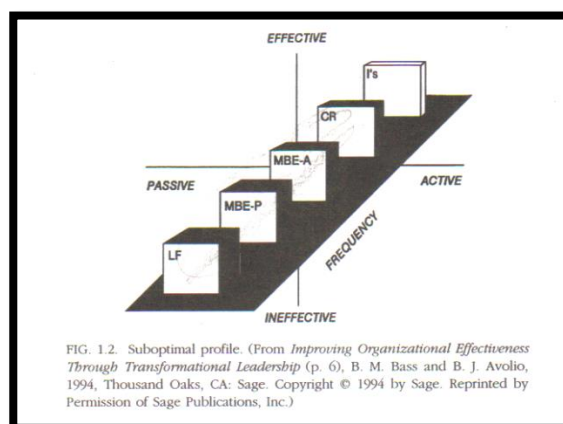 EFFECTIVE
I's
CR
MBE-A
PASSIVE
ACTIVE
MBE-P
FREQUENCY
LF
INEFFECTIVE
FIG. 1.2. Suboptimal profile. (From Improving Organizational Effectiveness
Through Transformational Leadership (p. 6), B. M. Bass and B. J. Avolio,
1994, Thousand Oaks, CA: Sage. Copyright © 1994 by Sage. Reprinted by
Permission of Sage Publications, Inc.)